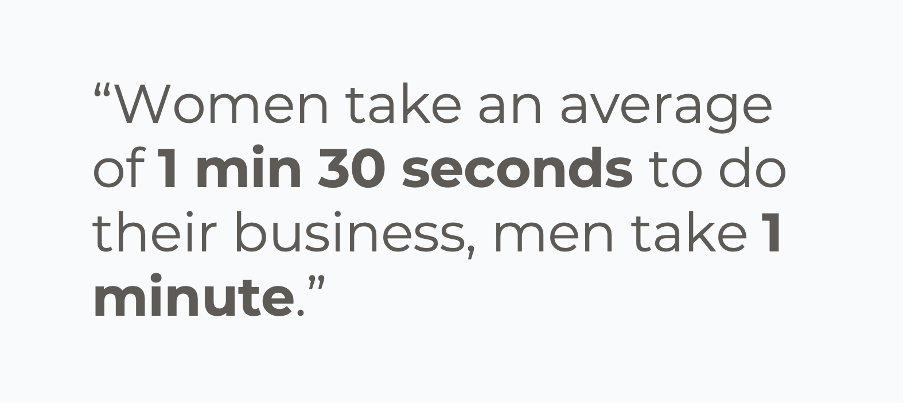 “Women take an average
of 1 min 30 seconds to do
their business, men take 1
minute.”